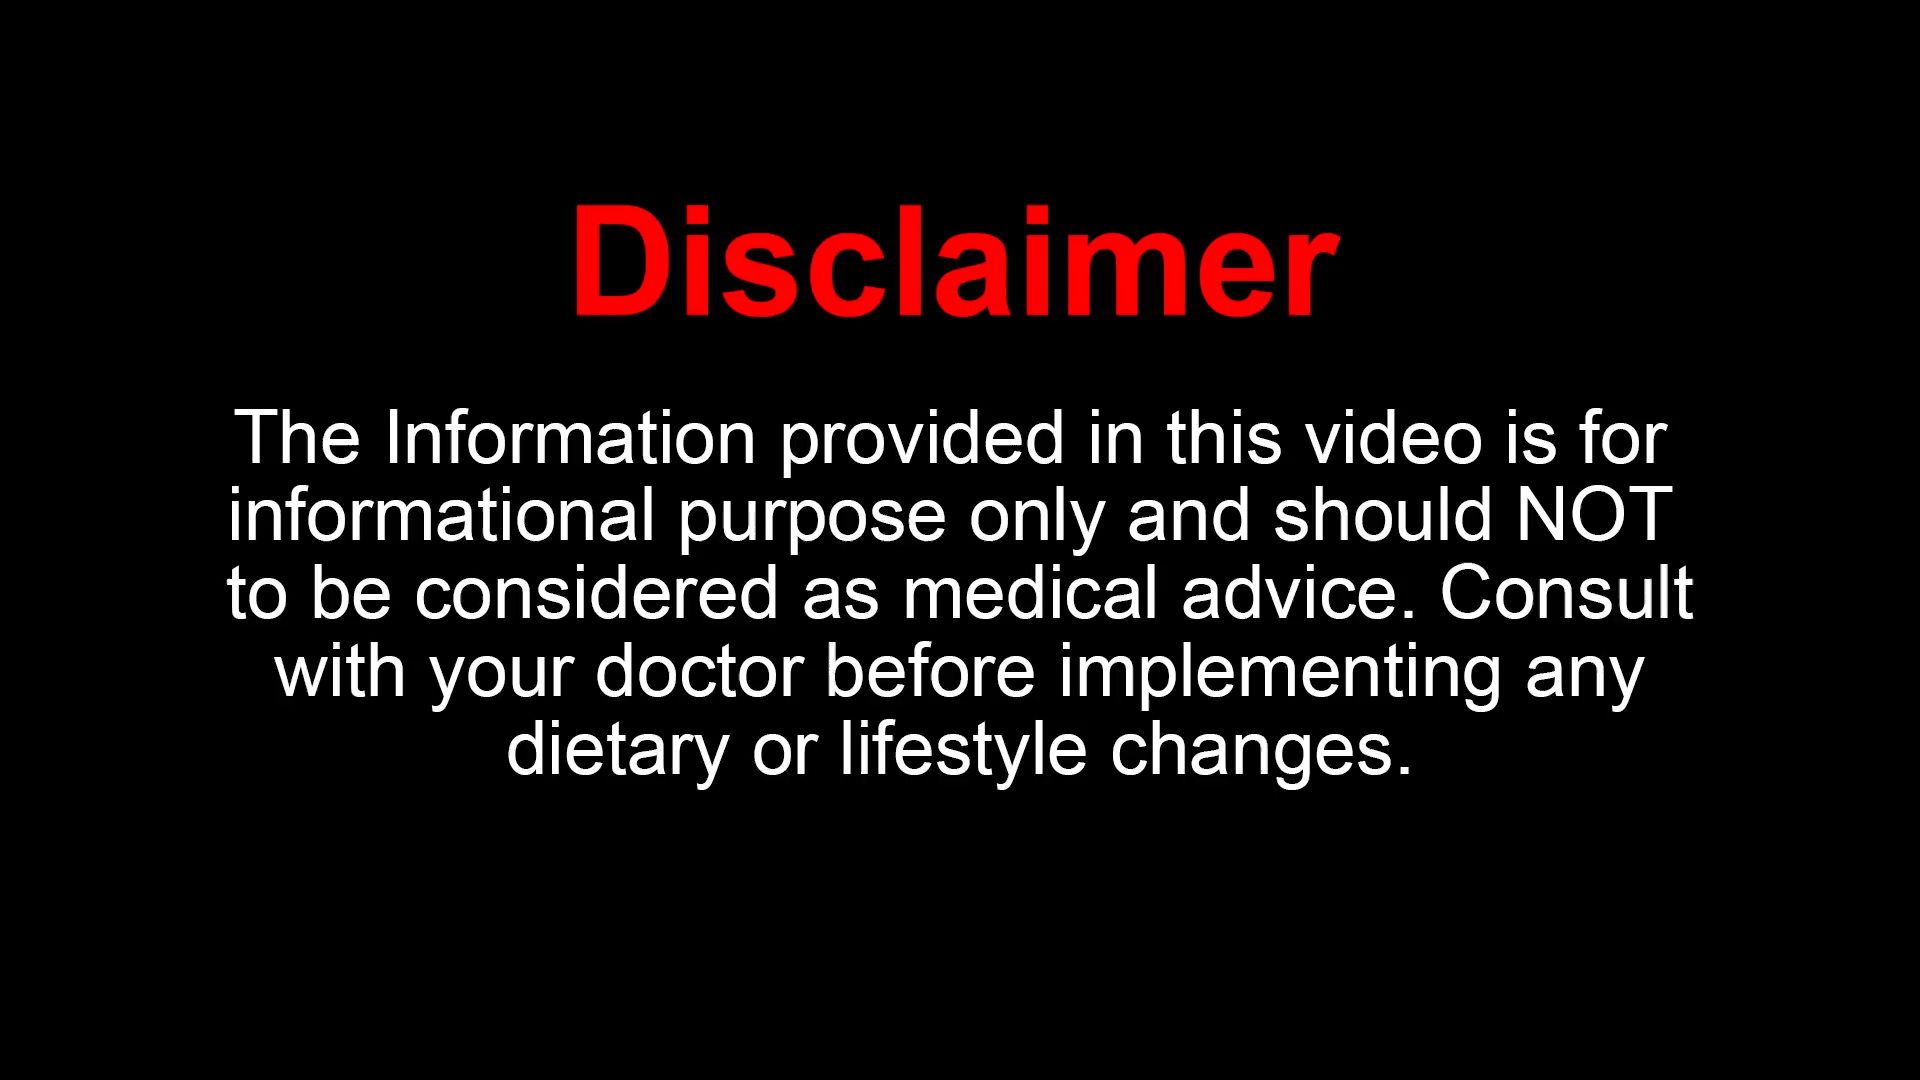 Disclaimer
The Information provided in this video is for
informational purpose only and should NOT
to be considered as medical advice. Consult
with your doctor before implementing any
dietary or lifestyle changes.